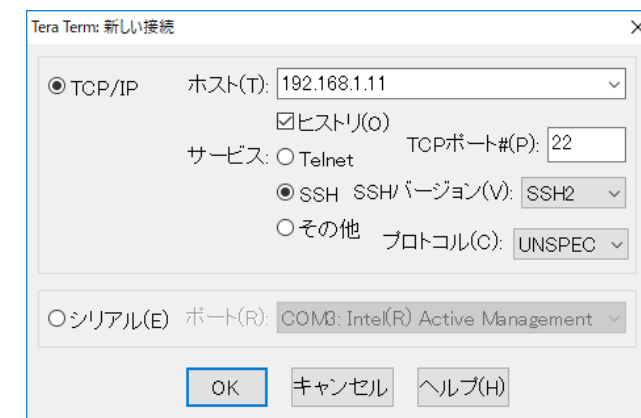 Tera Term: 新しい接続
TCP/IP ホスト(T): 192.168.1.11
ヒストリ(O)
サービス: Telnet TCPポート#(P): 22
SSH SSHバージョン(V): SSH2
その他 プロトコル(C): UNSPEC
シリアル(E) ポート(R): COM3: Intel(R) Active Management
OK キャンセル ヘルプ(H)